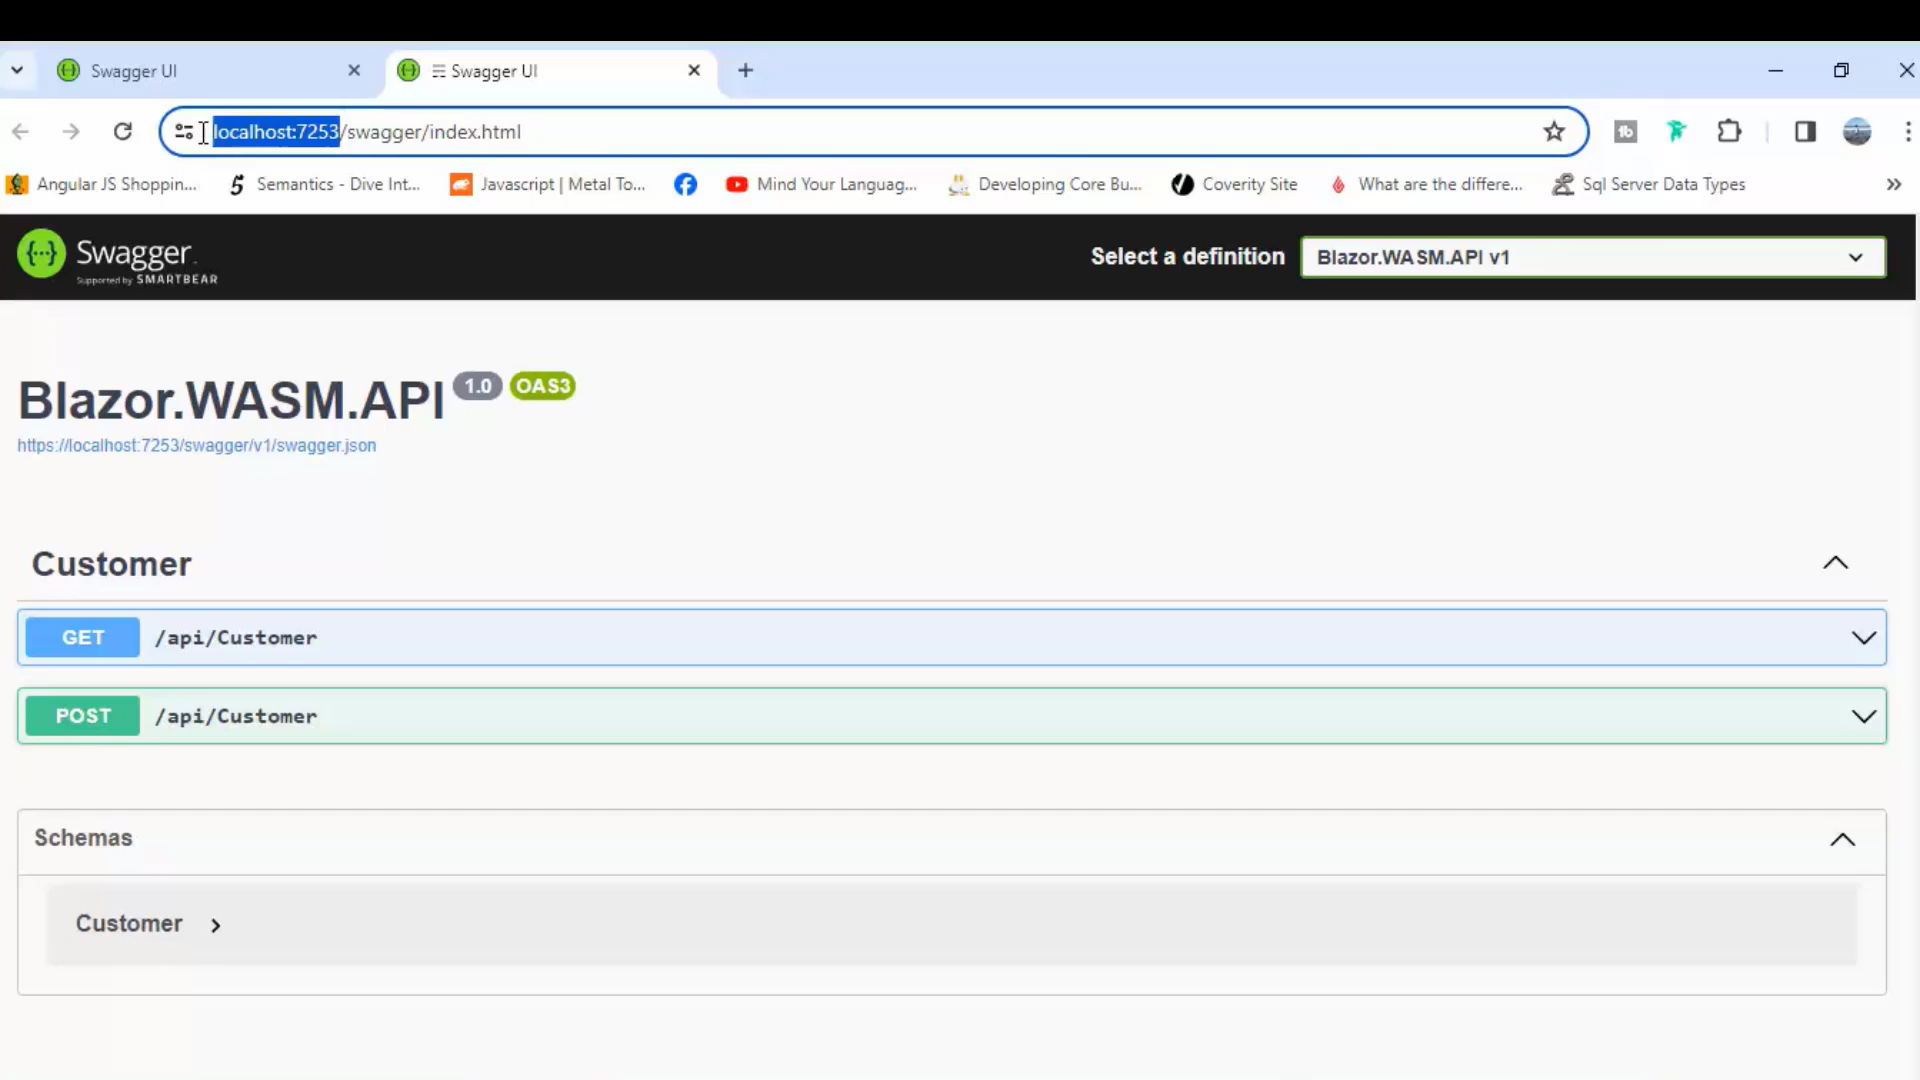 Swagger UI
Swagger UI
localhost:7253/swagger/index.html
Angular JS Shoppin...
Semantics - Dive Int...
Javascript | Metal To...
Mind Your Languag...
Developing Core Bu...
Coverity Site
What are the differe...
Sql Server Data Types
Swagger.
Supported by SMARTBEAR
Select a definition
Blazor.WASM.API v1
Blazor.WASM.API 1.0 OAS3
https://localhost:7253/swagger/v1/swagger.json
Customer
GET /api/Customer
POST /api/Customer
Schemas
Customer